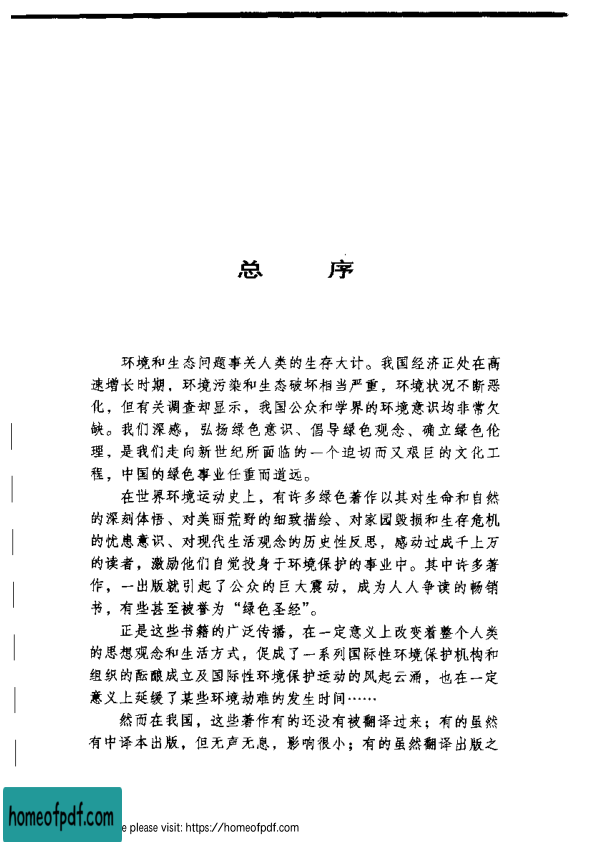 总 序
环境和生态问题事关人类的生存大计。我国经济正处在高
速增长时期，环境污染和生态破坏相当严重，环境状况不断恶
化，但有关调查却显示，我国公众和学界的环境意识均非常欠
缺。我们深感，弘扬绿色意识、倡导绿色观念、确立绿色伦
理，是我们走向新世纪所面临的一个迫切而又艰巨的文化工
程，中国的绿色事业任重而道远。
在世界环境运动史上，有许多绿色著作以其对生命和自然
的深刻体悟、对美丽荒野的细致描绘、对家园毁损和生存危机
的忧患意识、对现代生活观念的历史性反思，感动过成千上万
的读者，激励他们自觉投身于环境保护的事业中。其中许多著
作，一出版就引起了公众的巨大震动，成为人人争读的畅销
书，有些甚至被誉为“绿色圣经”。
正是这些书籍的广泛传播，在一定意义上改变着整个人类
的思想观念和生活方式，促成了一系列国际性环境保护机构和
组织的酝酿成立及国际性环境保护运动的风起云涌，也在一定
意义上延缓了某些环境劫难的发生时间……
然而在我国，这些著作有的还没有被翻译过来；有的虽然
有中译本出版，但无声无息，影响很小；有的虽然翻译出版之
homeofpdf.com
e please visit: https://homeofpdf.com